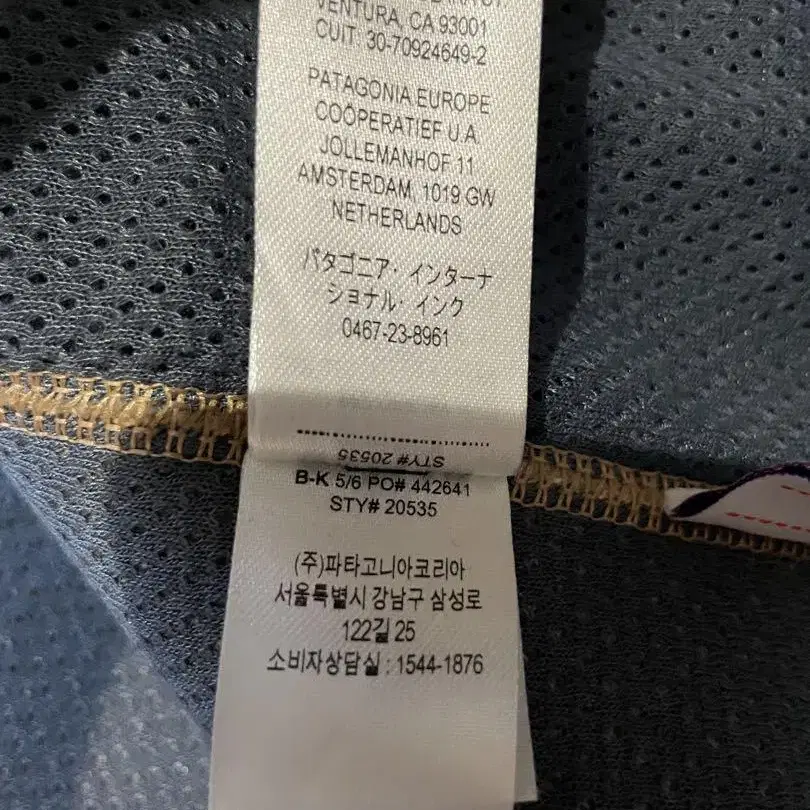 VENTURA, CA 93001
CUIT: 30-70924649-2
PATAGONIA EUROPE
COÖPERATIEF U.A.
JOLLEMANHOF 11
AMSTERDAM, 1019 GW
NETHERLANDS
パタゴニア・インターナ
ショナル・インク
0467-23-8961
STY# 20535
B-K 5/6 PO# 442641
STY# 20535
(주)파타고니아코리아
서울특별시 강남구 삼성로
122길 25
소비자상담실 : 1544-1876